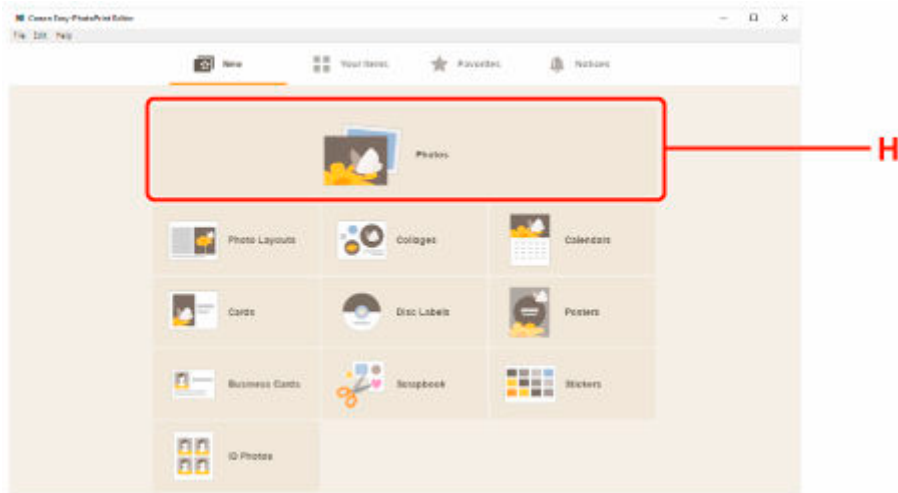 Canon Easy-PhotoPrint Editor
File Edit Help
New Your Items Favorites Notices
Photos
H
Photo Layouts Collages Calendars
Cards Disc Labels Posters
Business Cards Scrapbook Stickers
ID Photos